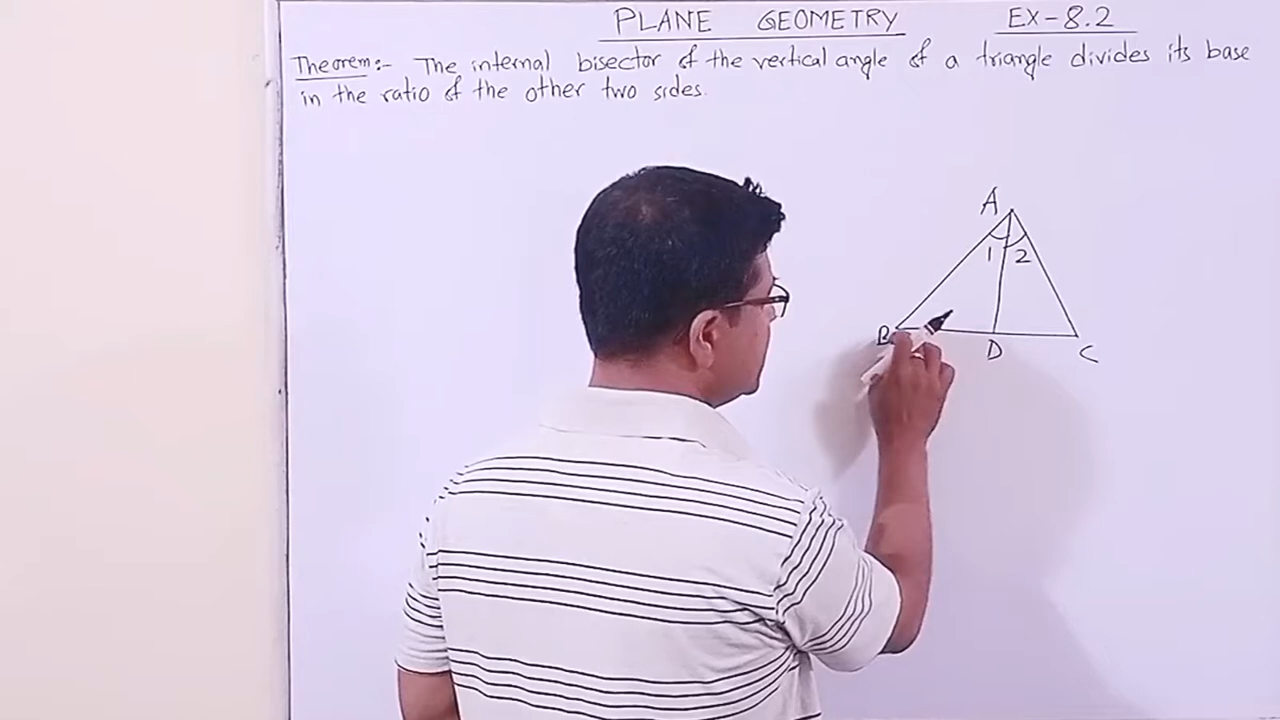 PLANE GEOMETRY EX-8.2
Theorem:- The internal bisector of the vertical angle of a triangle divides its base
in the ratio of the other two sides.
A
1 2
B
D C